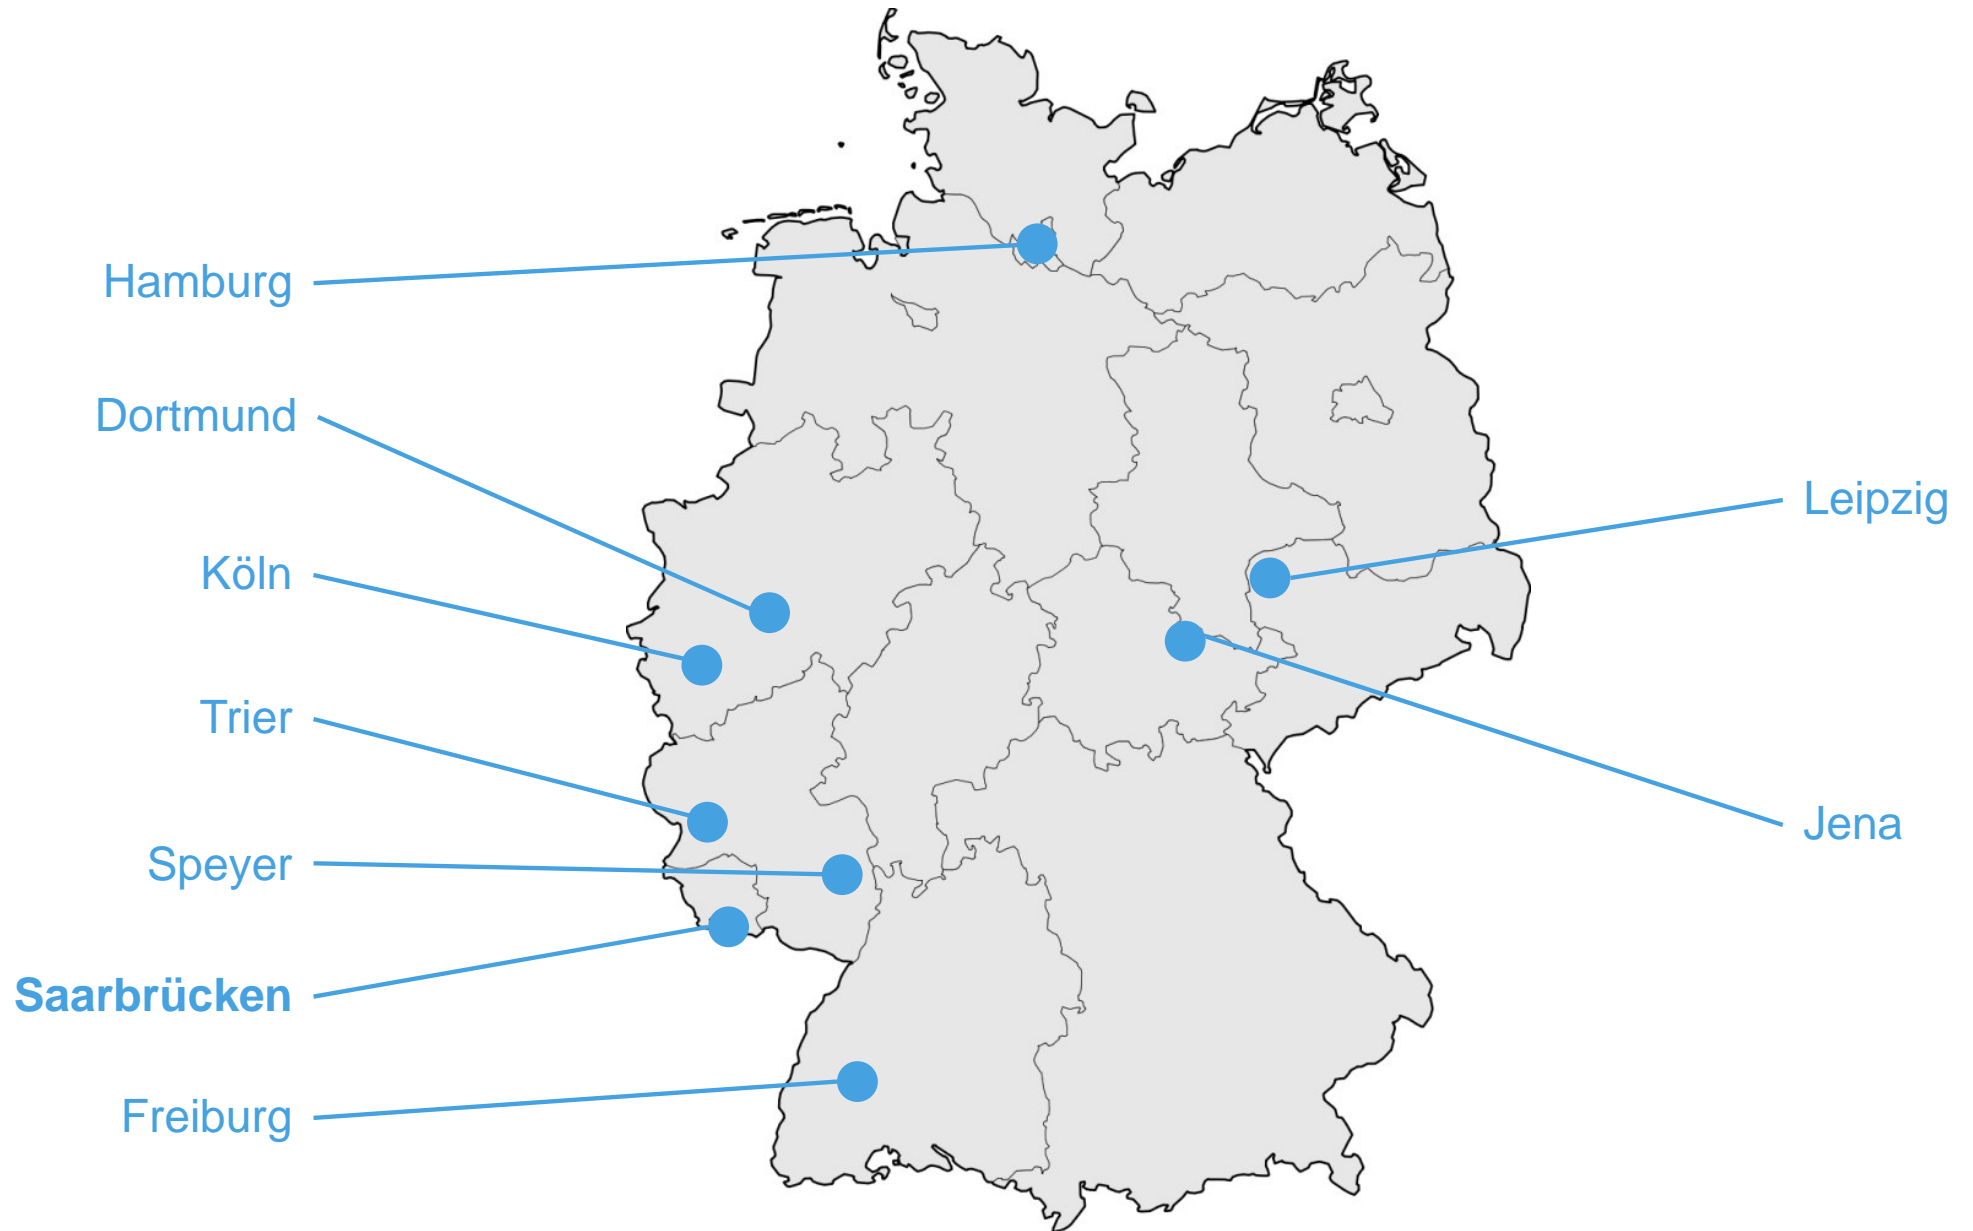 Hamburg
Dortmund
Köln
Trier
Speyer
Saarbrücken
Freiburg
Leipzig
Jena